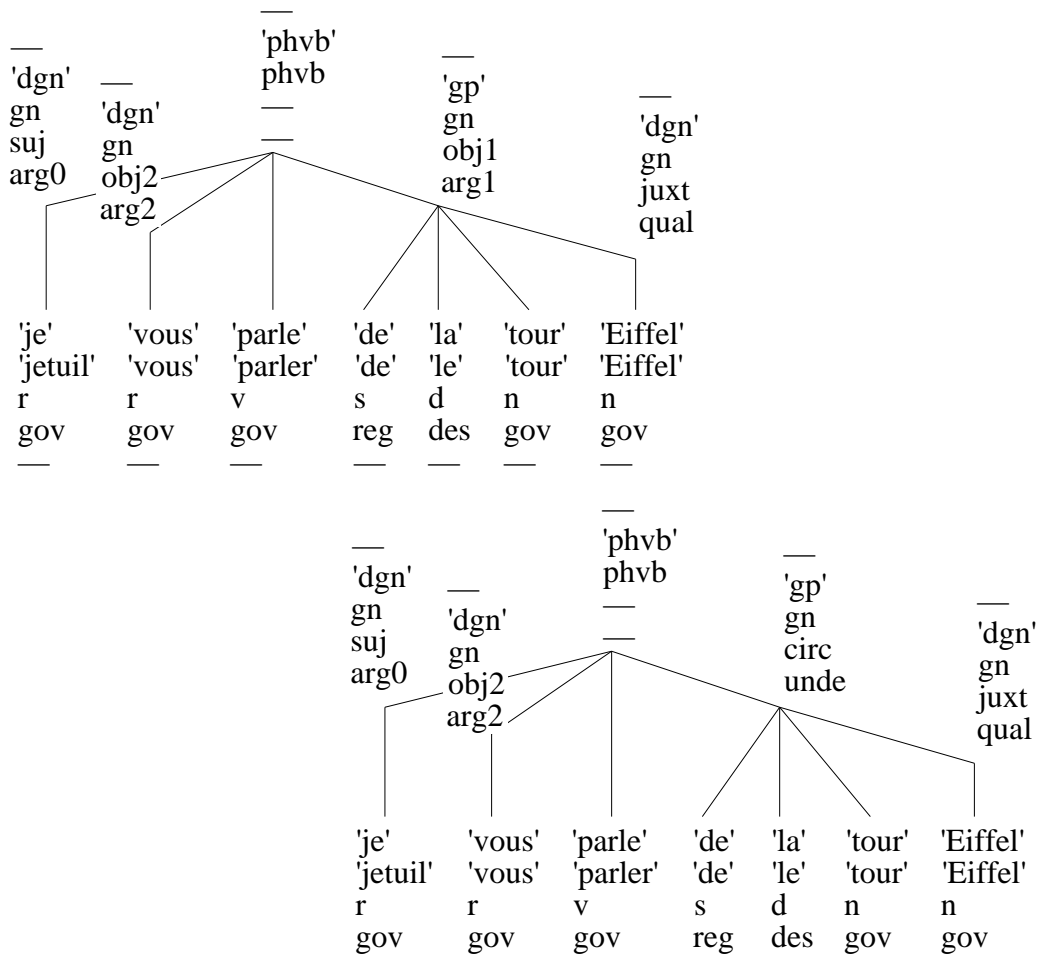 'phvb'
phvb
'dgn'
gn
suj
arg0
'dgn'
gn
obj2
arg2
'gp'
gn
obj1
arg1
'dgn'
gn
juxt
qual
'je' 'vous' 'parle' 'de' 'la' 'tour' 'Eiffel'
'jetuil' 'vous' 'parler' 'de' 'le' 'tour' 'Eiffel'
r r v s d n n
gov gov gov reg des gov gov
'phvb'
phvb
'dgn'
gn
suj
arg0
'dgn'
gn
obj2
arg2
'gp'
gn
circ
unde
'dgn'
gn
juxt
qual
'je' 'vous' 'parle' 'de' 'la' 'tour' 'Eiffel'
'jetuil' 'vous' 'parler' 'de' 'le' 'tour' 'Eiffel'
r r v s d n n
gov gov gov reg des gov gov